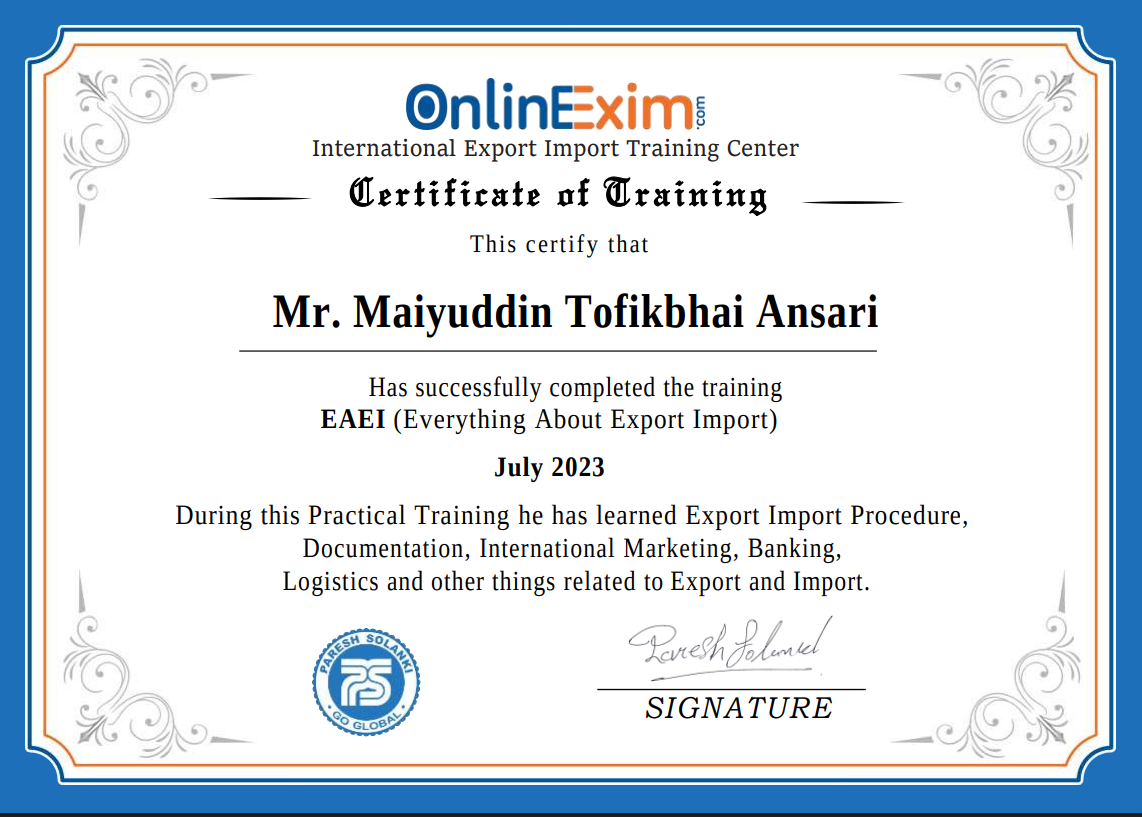 OnlinEExim.com
International Export Import Training Center
Certificate of Training
This certify that
Mr. Maiyuddin Tofikbhai Ansari
Has successfully completed the training
EAEI (Everything About Export Import)
July 2023
During this Practical Training he has learned Export Import Procedure,
Documentation, International Marketing, Banking,
Logistics and other things related to Export and Import.
PARESH SOLANKI
PS
GO GLOBAL
Paresh Solanki
SIGNATURE